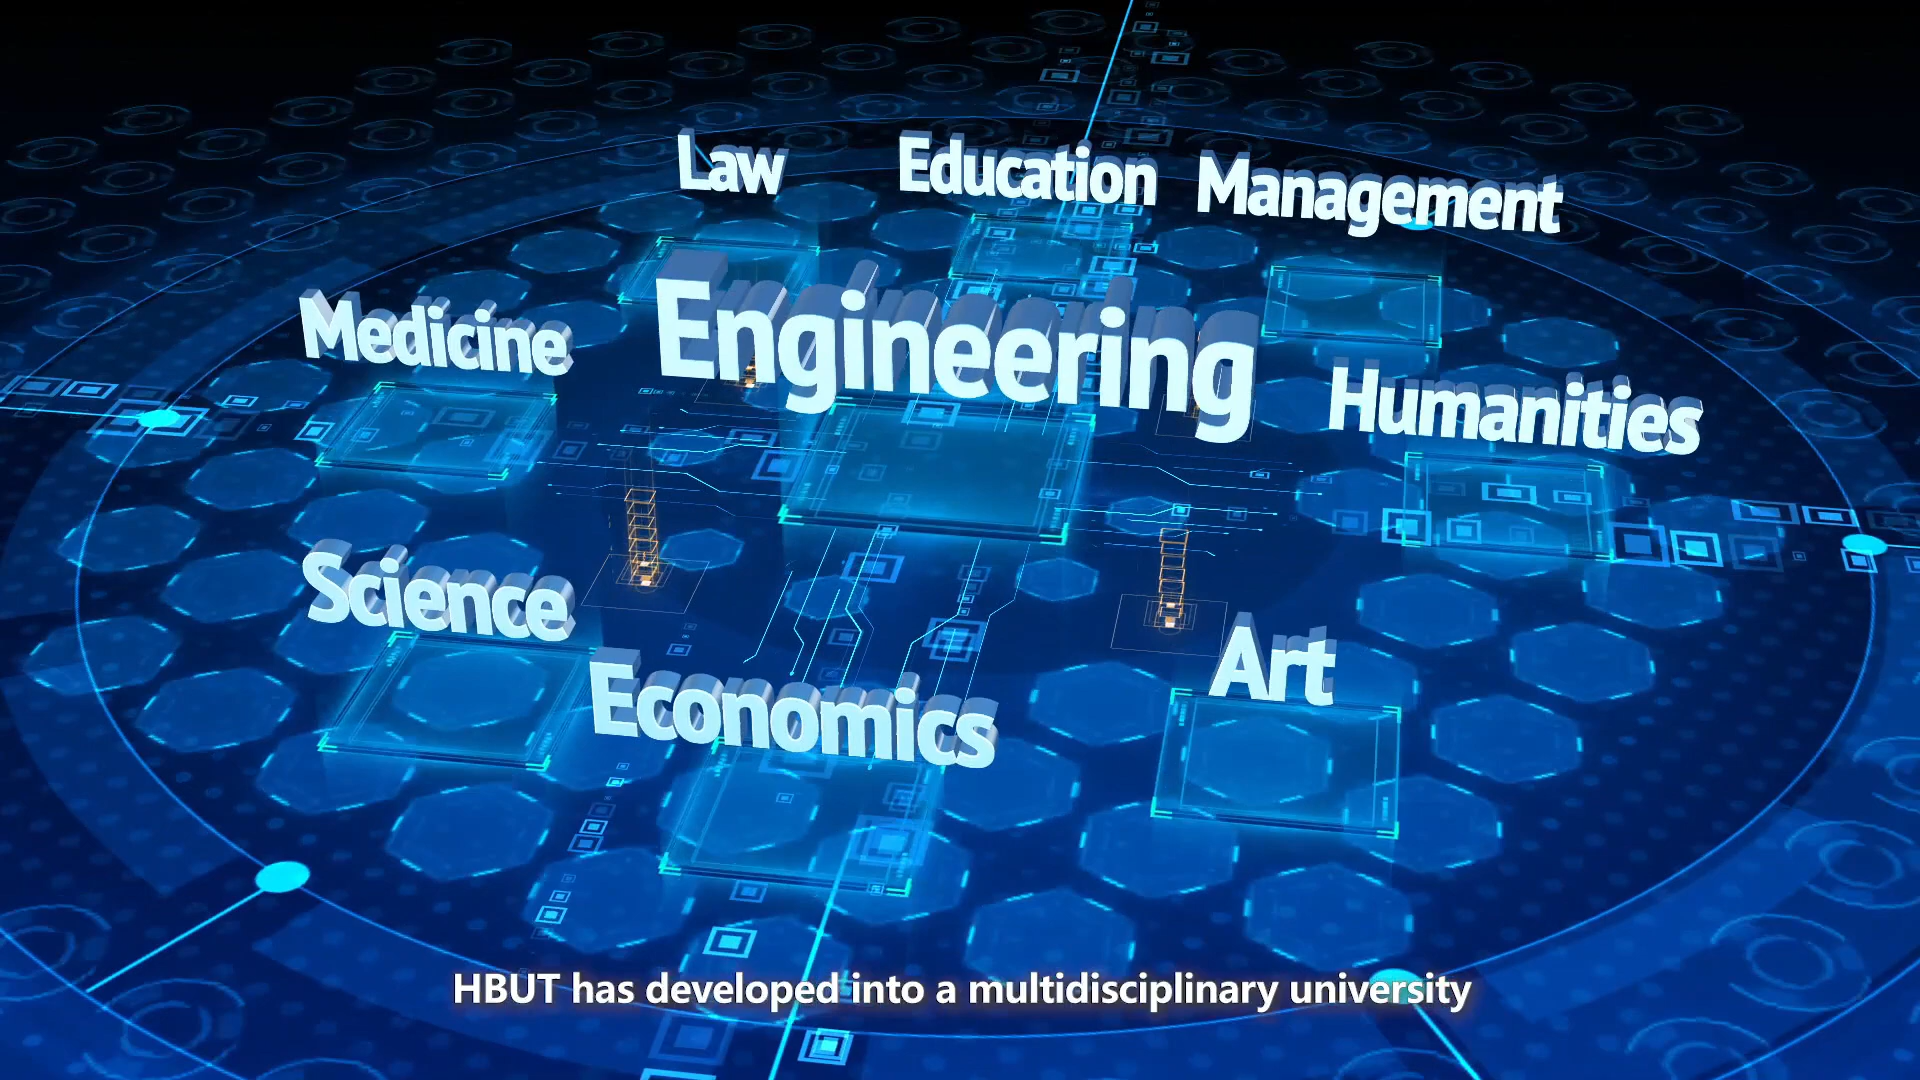 Law
Education
Management
Engineering
Medicine
Humanities
Science
Economics
Art
HBUT has developed into a multidisciplinary university